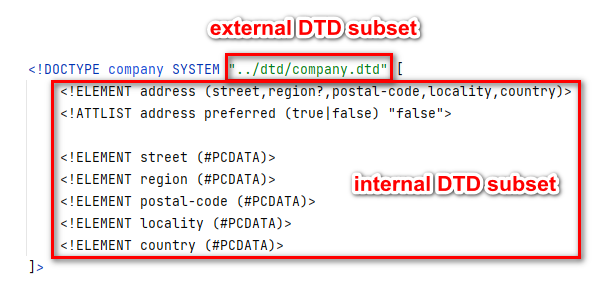 external DTD subset
<!DOCTYPE company SYSTEM "../dtd/company.dtd" [
<!ELEMENT address (street,region?,postal-code,locality,country)>
<!ATTLIST address preferred (true|false) "false">
<!ELEMENT street (#PCDATA)>
<!ELEMENT region (#PCDATA)>
internal DTD subset
<!ELEMENT postal-code (#PCDATA)>
<!ELEMENT locality (#PCDATA)>
<!ELEMENT country (#PCDATA)>
]>